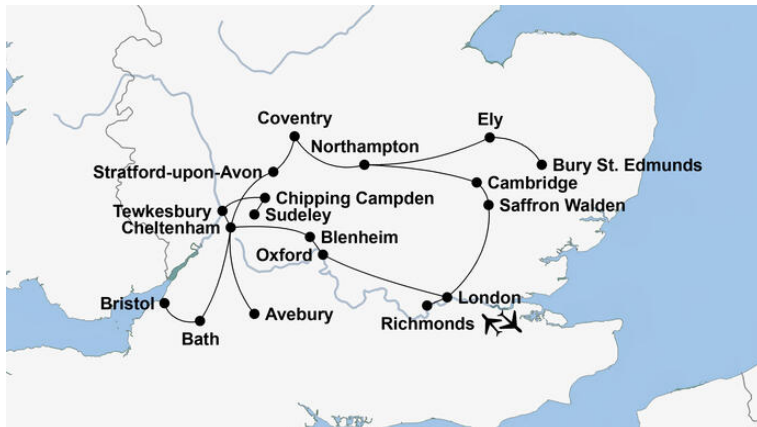 Coventry
Ely
Northampton
Bury St. Edmunds
Stratford-upon-Avon
Cambridge
Chipping Campden
Saffron Walden
Tewkesbury
Sudeley
Cheltenham
Blenheim
Oxford
London
Bristol
Avebury
Richmonds
Bath